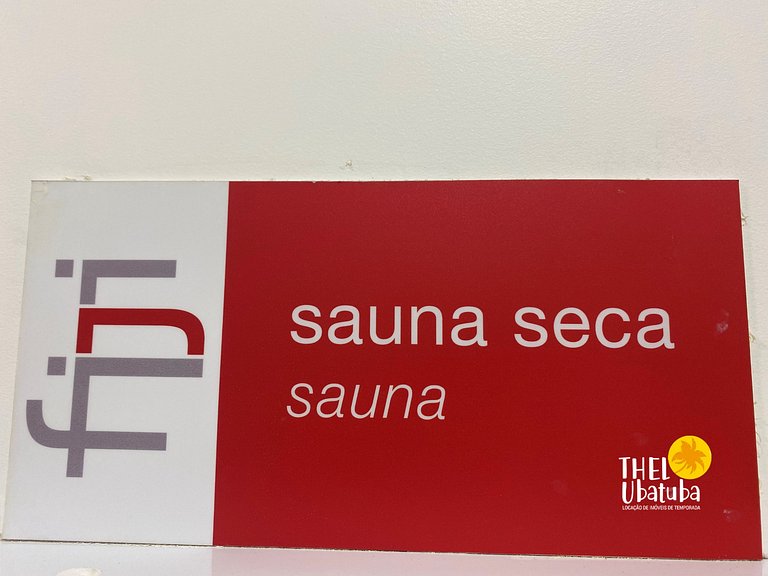 sauna seca
sauna
THEL
Ubatuba
LOCAÇÃO DE IMÓVEIS DE TEMPORADA